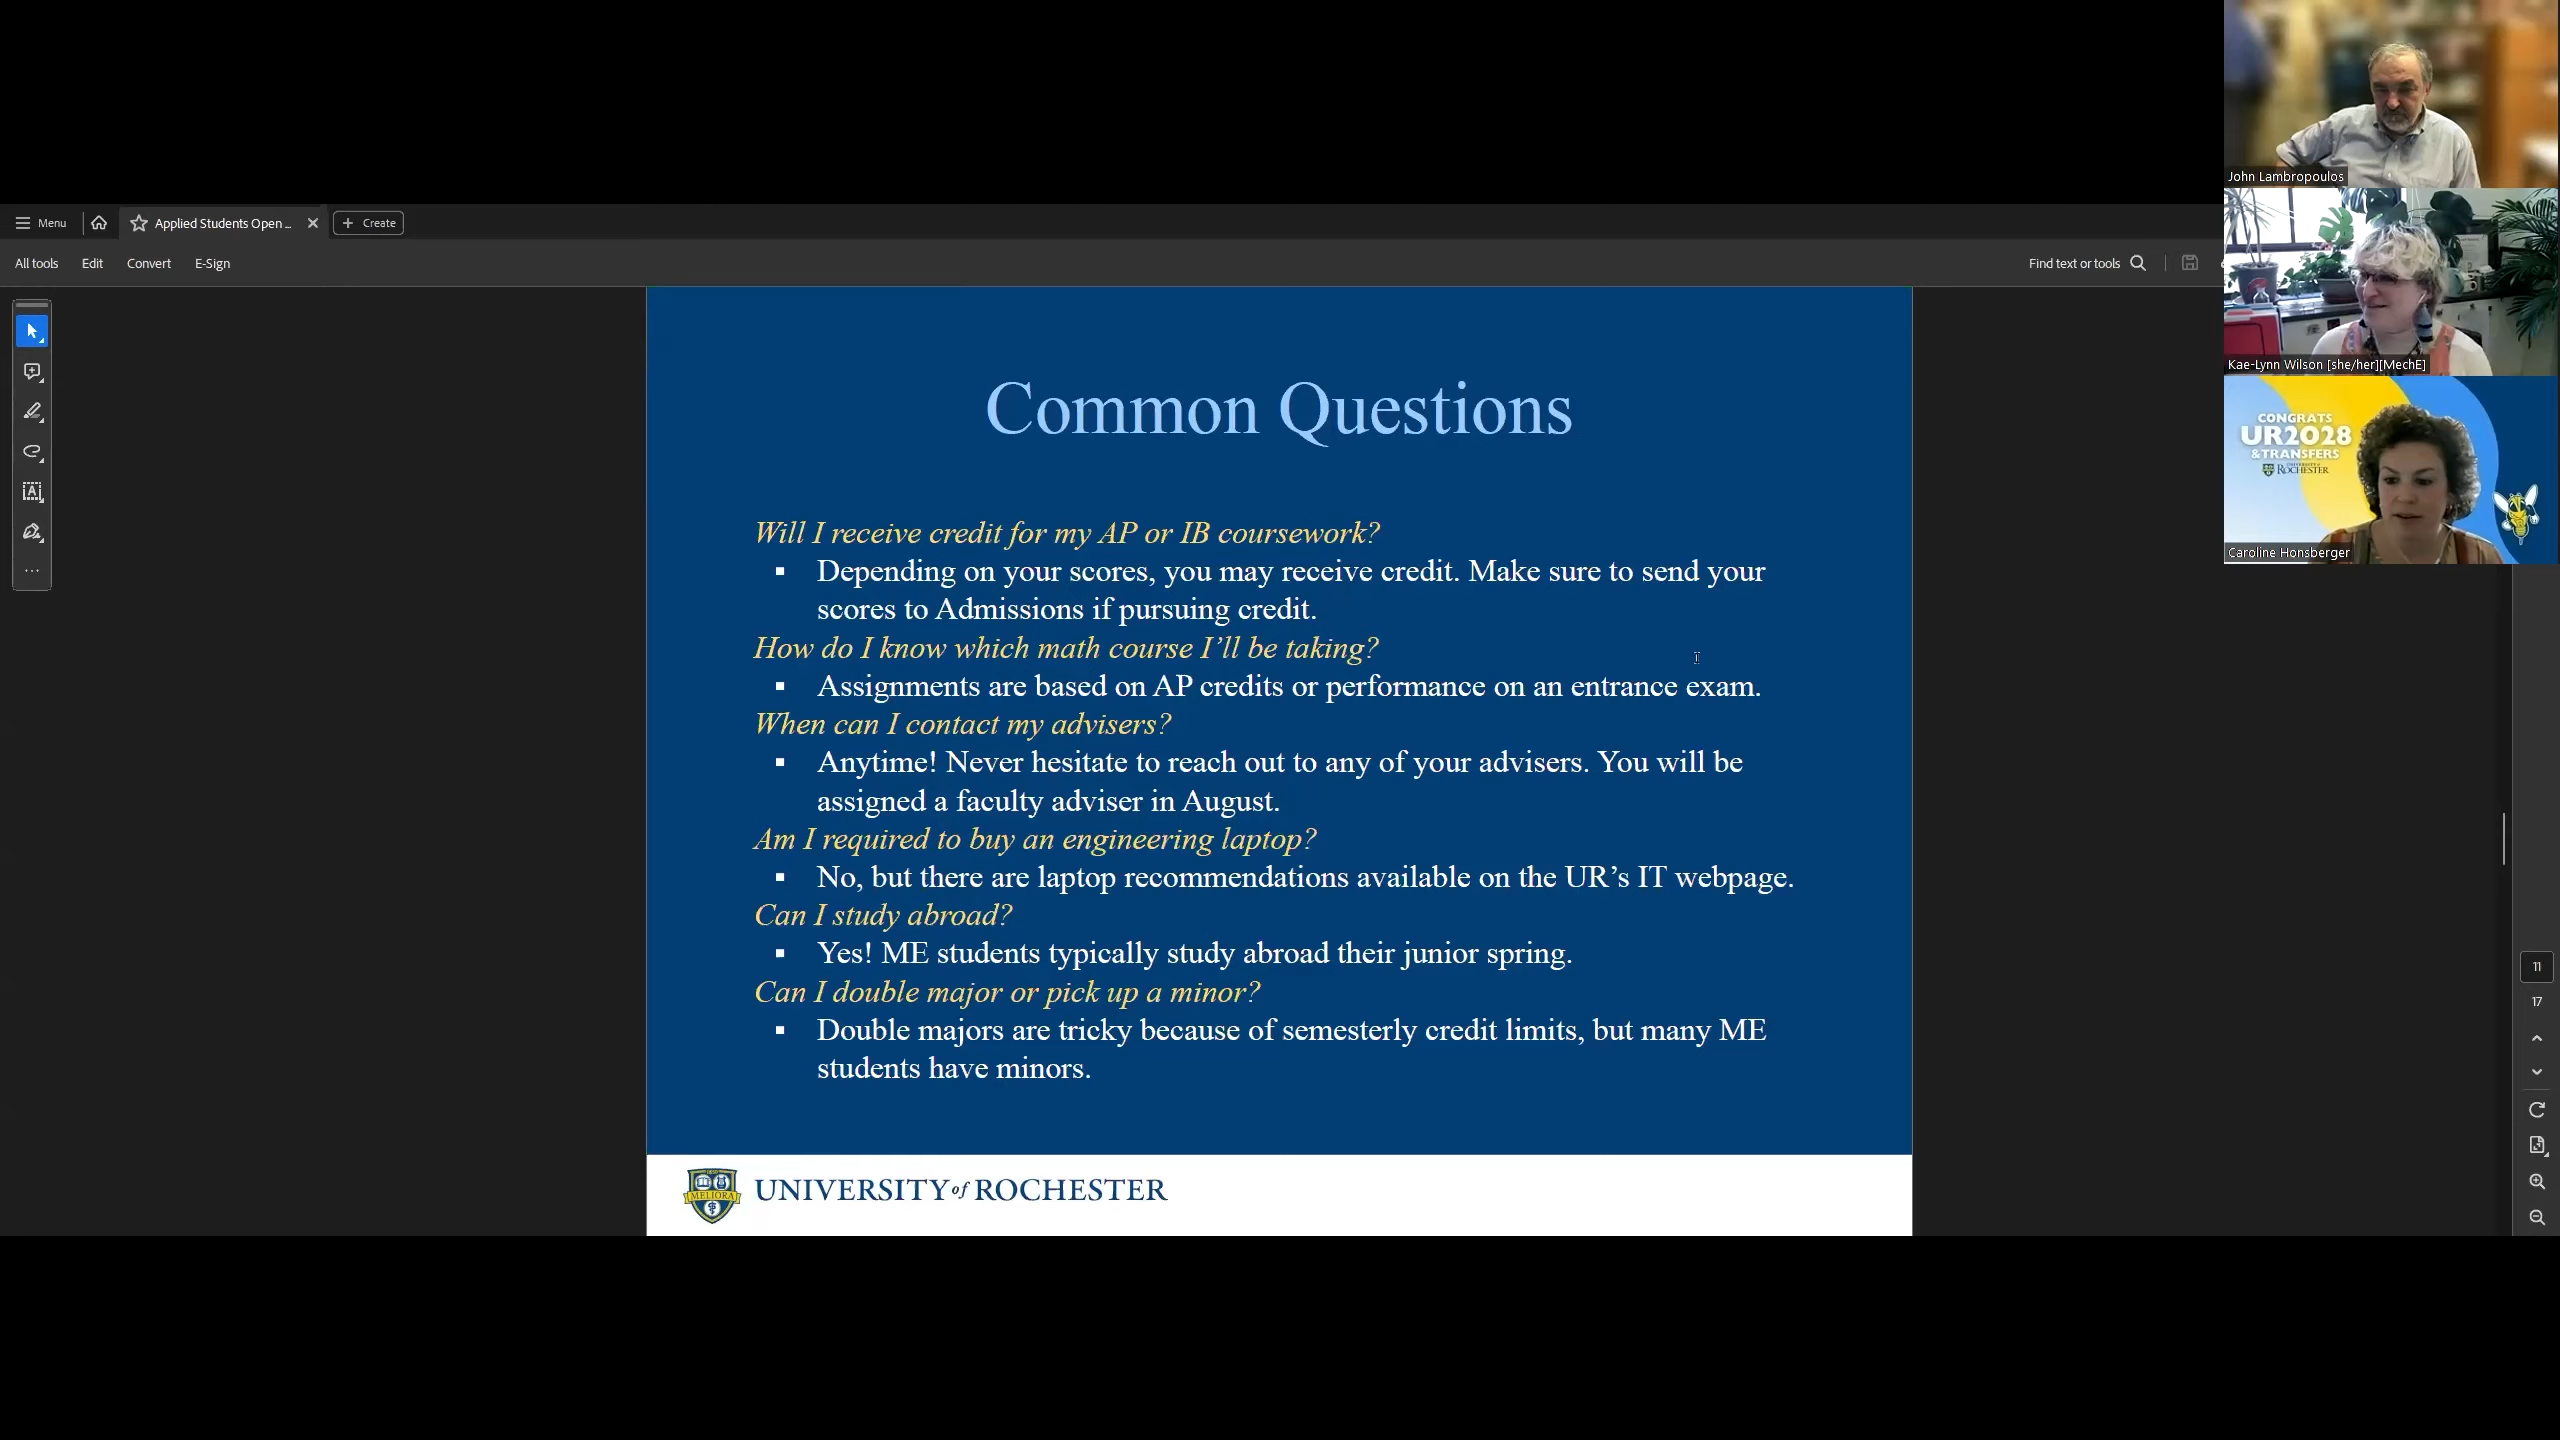 John Lambropoulos
Menu
Applied Students Open ...
Create
All tools
Edit
Convert
E-Sign
Find text or tools
Kae-Lynn Wilson [she/her][MechE]
CONGRATS
UR2028
&TRANSFERS
UNIVERSITY of
ROCHESTER
Caroline Honsberger
Common Questions
Will I receive credit for my AP or IB coursework?
▪ Depending on your scores, you may receive credit. Make sure to send your
scores to Admissions if pursuing credit.
How do I know which math course I’ll be taking?
▪ Assignments are based on AP credits or performance on an entrance exam.
When can I contact my advisers?
▪ Anytime! Never hesitate to reach out to any of your advisers. You will be
assigned a faculty adviser in August.
Am I required to buy an engineering laptop?
▪ No, but there are laptop recommendations available on the UR’s IT webpage.
Can I study abroad?
▪ Yes! ME students typically study abroad their junior spring.
Can I double major or pick up a minor?
▪ Double majors are tricky because of semesterly credit limits, but many ME
students have minors.
11
17
MELIORA
UNIVERSITY of ROCHESTER